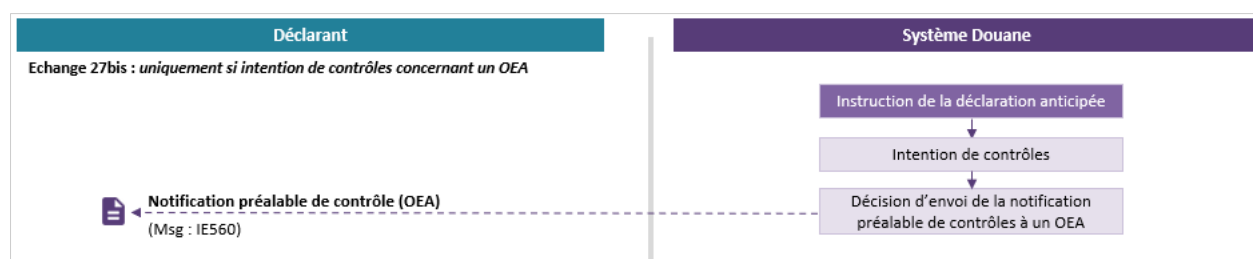 Déclarant
Système Douane
Echange 27bis : uniquement si intention de contrôles concernant un OEA
Instruction de la déclaration anticipée
Intention de contrôles
Notification préalable de contrôle (OEA)
(Msg : IE560)
Décision d’envoi de la notification
préalable de contrôles à un OEA